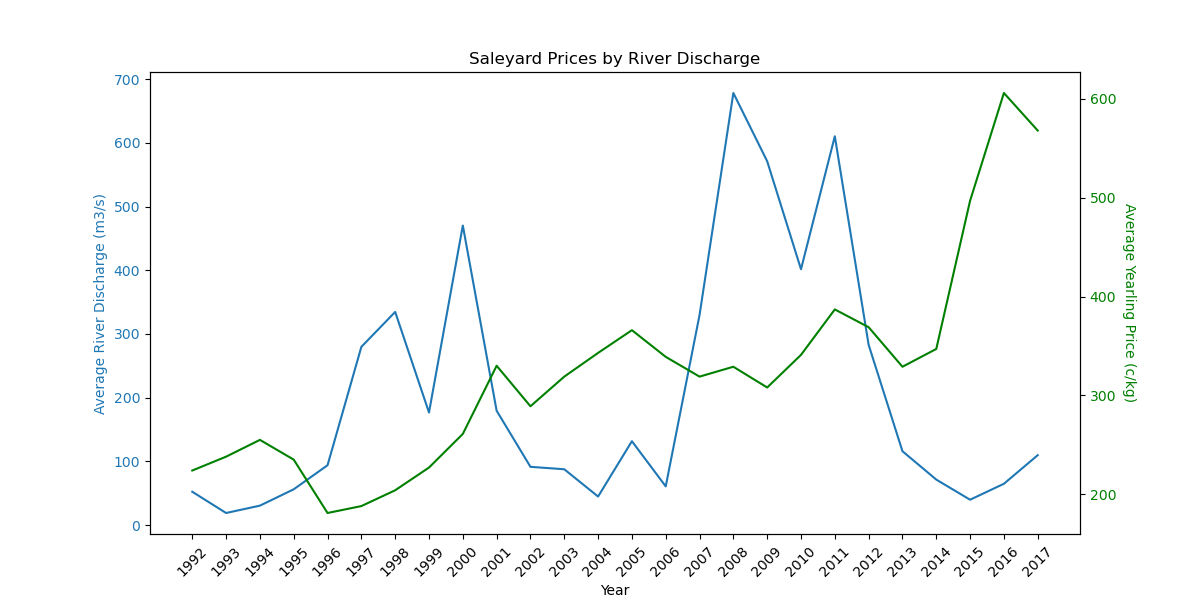 Saleyard Prices by River Discharge
Average River Discharge (m3/s)
700
600
500
400
300
200
100
0
600
500
400
300
200
Average Yearling Price (c/kg)
1992 1993 1994 1995 1996 1997 1998 1999 2000 2001 2002 2003 2004 2005 2006 2007 2008 2009 2010 2011 2012 2013 2014 2015 2016 2017
Year